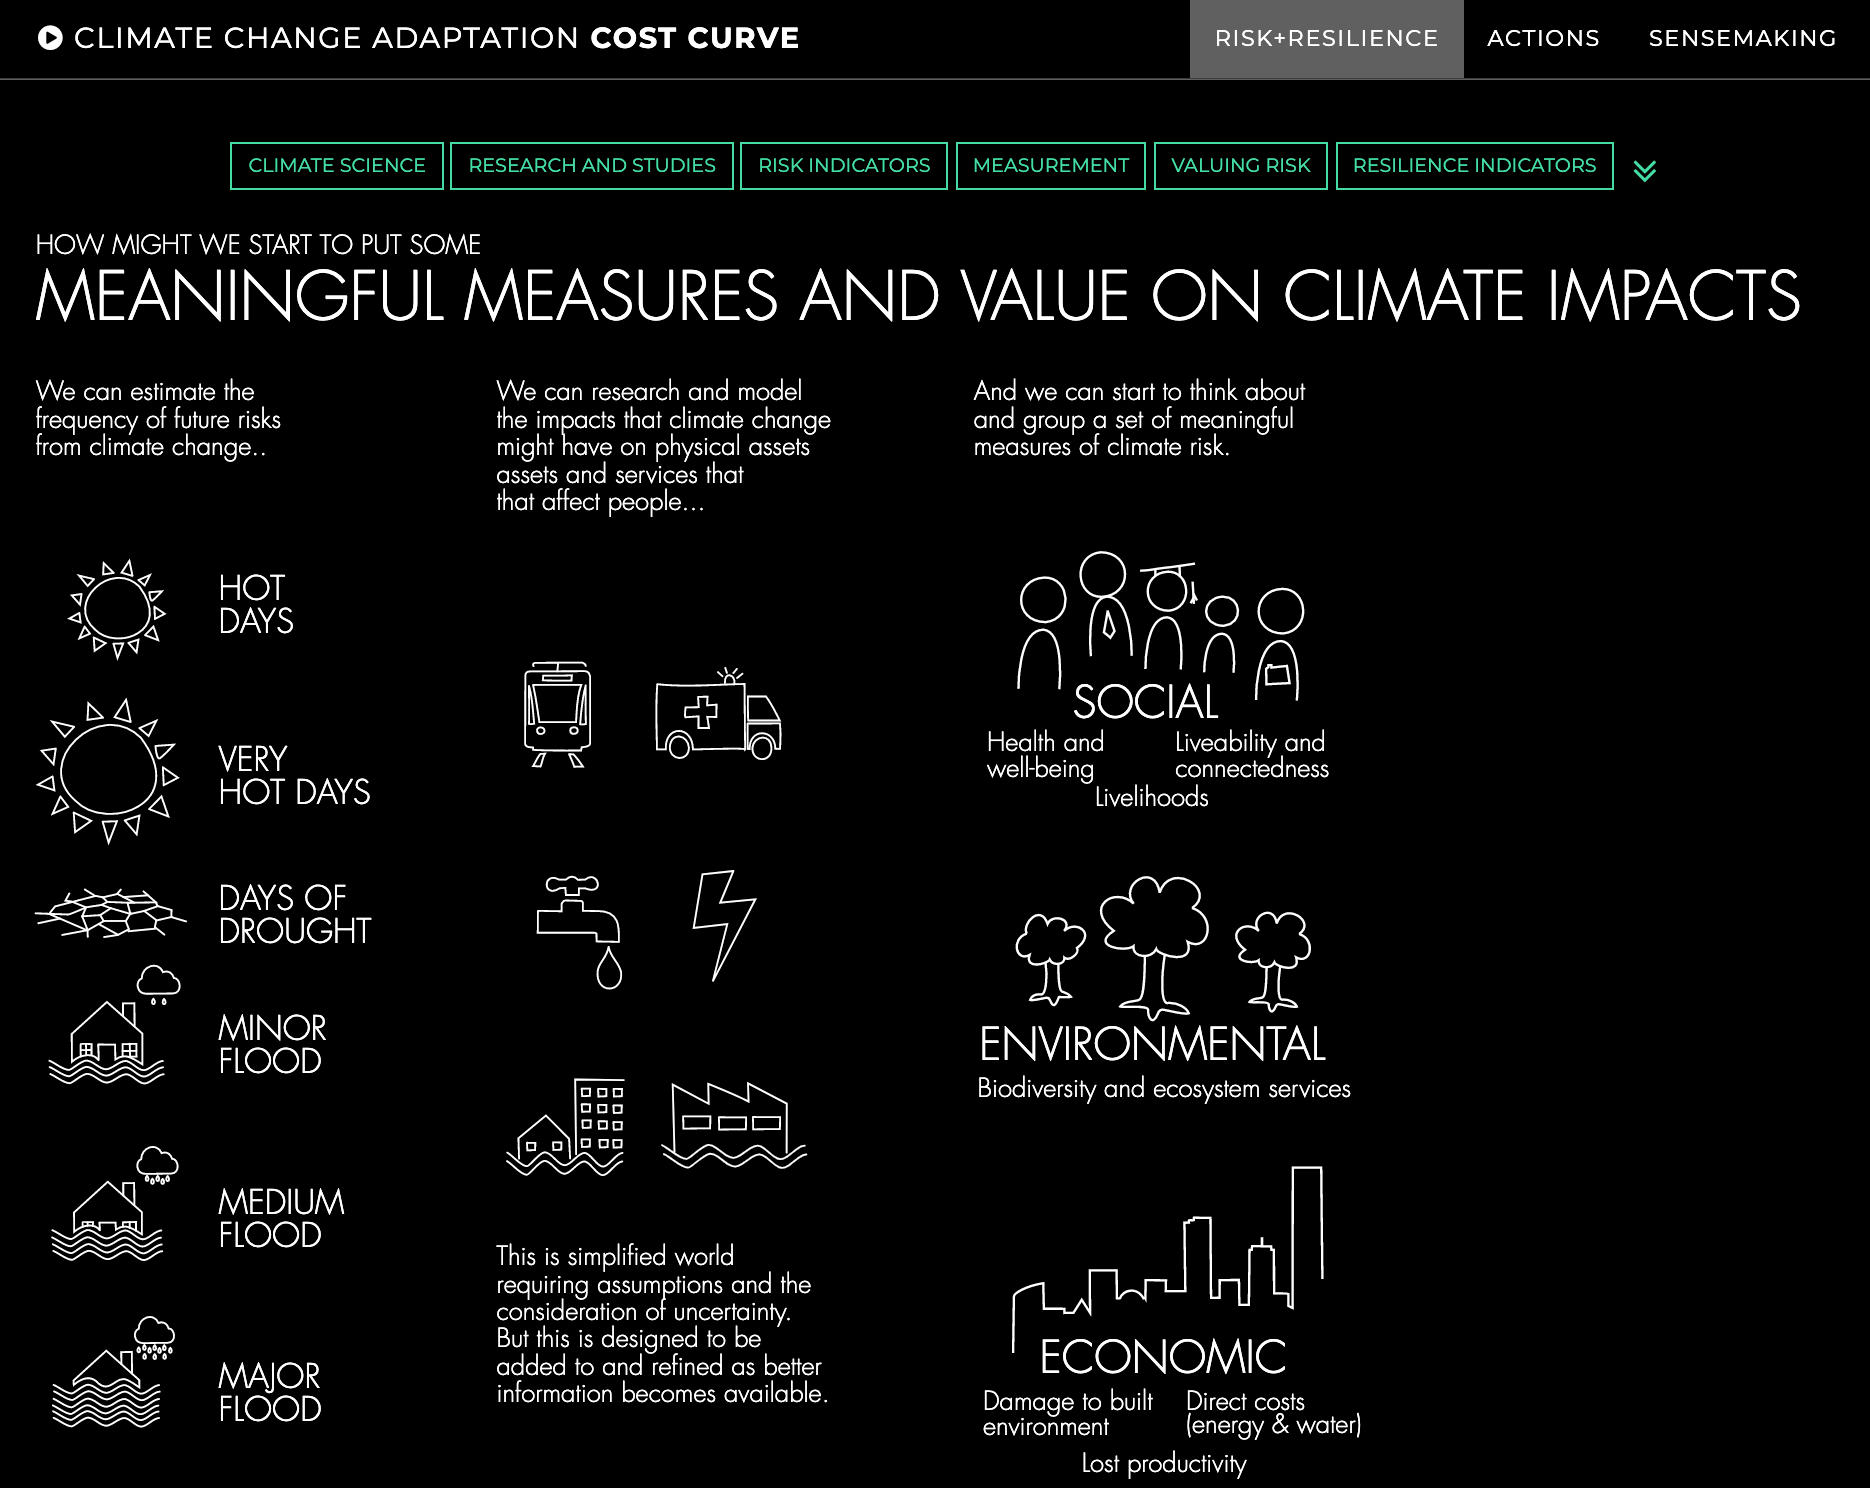 CLIMATE CHANGE ADAPTATION COST CURVE
RISK+RESILIENCE
ACTIONS
SENSEMAKING
CLIMATE SCIENCE
RESEARCH AND STUDIES
RISK INDICATORS
MEASUREMENT
VALUING RISK
RESILIENCE INDICATORS
HOW MIGHT WE START TO PUT SOME
MEANINGFUL MEASURES AND VALUE ON CLIMATE IMPACTS
We can estimate the
frequency of future risks
from climate change..
HOT
DAYS
VERY
HOT DAYS
DAYS OF
DROUGHT
MINOR
FLOOD
MEDIUM
FLOOD
MAJOR
FLOOD
We can research and model
the impacts that climate change
might have on physical assets
assets and services that
that affect people...
This is simplified world
requiring assumptions and the
consideration of uncertainty.
But this is designed to be
added to and refined as better
information becomes available.
And we can start to think about
and group a set of meaningful
measures of climate risk.
SOCIAL
Health and
well-being
Liveability and
connectedness
Livelihoods
ENVIRONMENTAL
Biodiversity and ecosystem services
ECONOMIC
Damage to built
environment
Direct costs
(energy & water)
Lost productivity